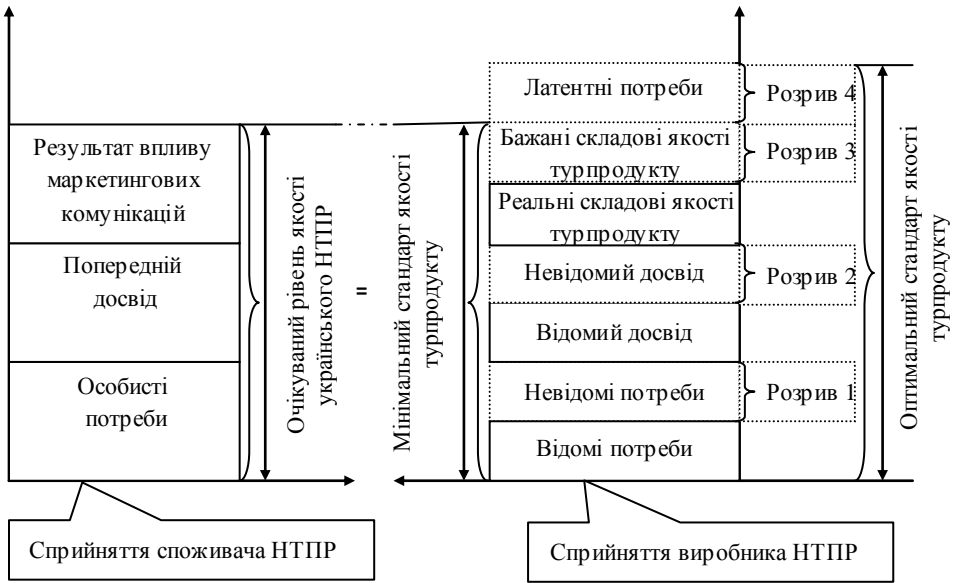 Результат впливу
маркетингових
комунікацій
Попередній
досвід
Особисті
потреби
Очікуваний рівень якості
українського НТПР
=
Мінімальний стандарт якості
турпродукту
Латентні потреби
Бажані складові якості
турпродукту
Реальні складові якості
турпродукту
Невідомий досвід
Відомий досвід
Невідомі потреби
Відомі потреби
Розрив 4
Розрив 3
Розрив 2
Розрив 1
Оптимальний стандарт якості
турпродукту
Сприйняття споживача НТПР
Сприйняття виробника НТПР